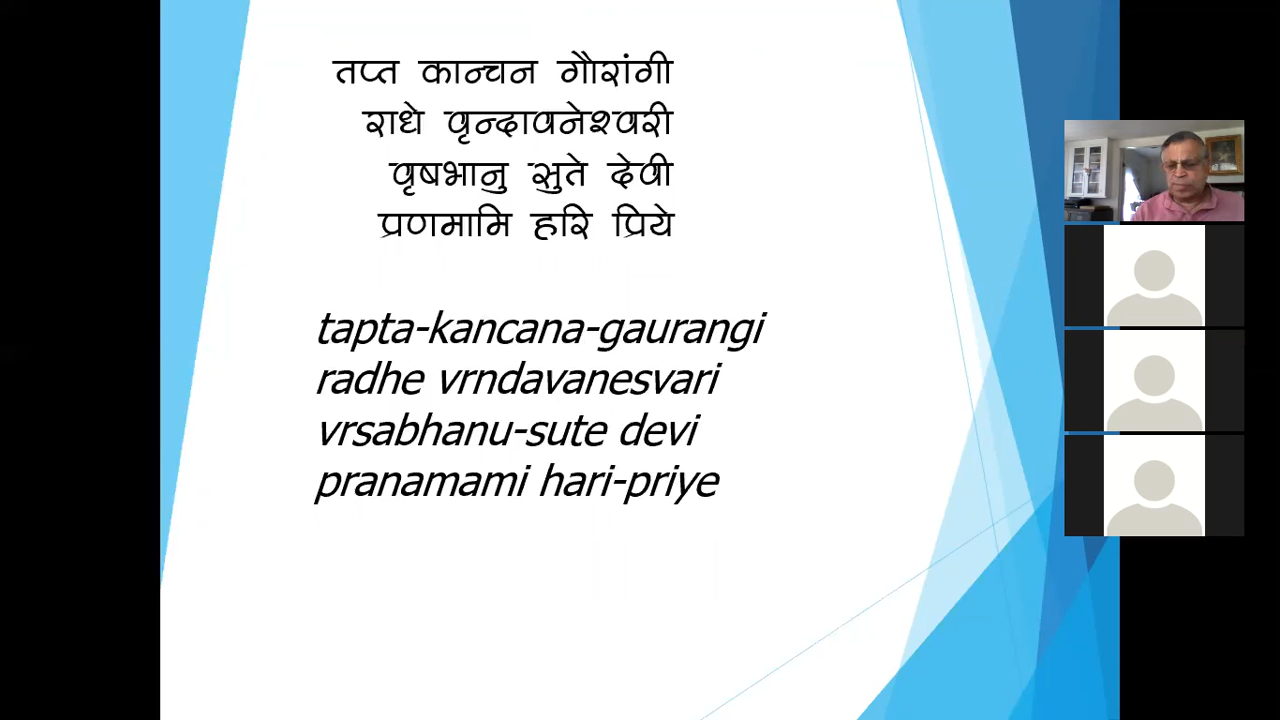 तप्त कान्चन गौरांगी
राधे वृन्दावनेश्वरी
वृषभानु सुते देवी
प्रणमामि हरि प्रिये
tapta-kancana-gaurangi
radhe vrndavanesvari
vrsabhanu-sute devi
pranamami hari-priye